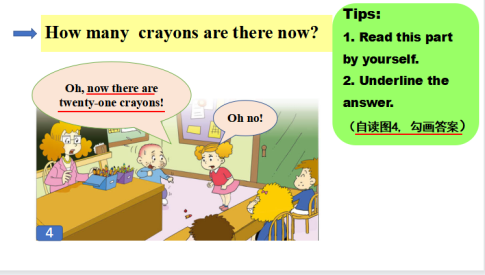 How many crayons are there now?
Tips:
1. Read this part
by yourself.
2. Underline the
answer.
（自读图4，勾画答案）
Oh, now there are
twenty-one crayons!
Oh no!
4